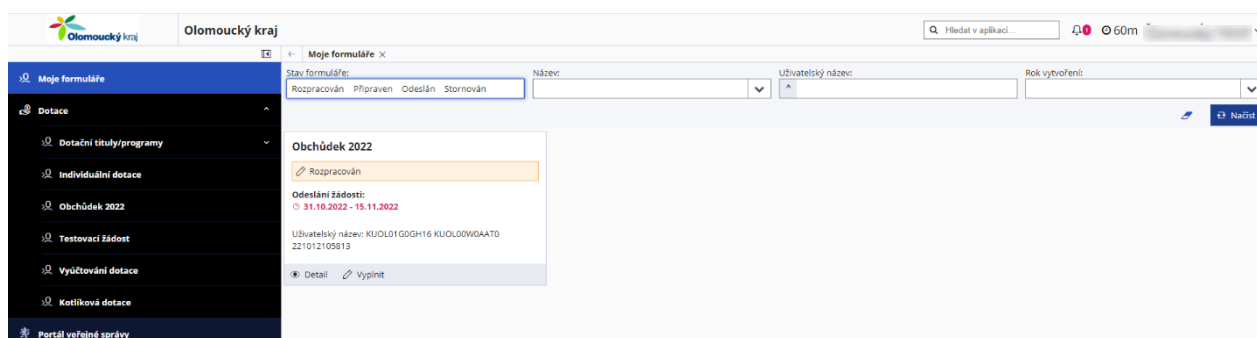 Olomoucký kraj
Olomoucký kraj
Hledat v aplikaci...
60m
Moje formuláře
Moje formuláře
Dotace
Dotační tituly/programy
Individuální dotace
Obchůdek 2022
Testovací žádost
Vyúčtování dotace
Kotlíková dotace
Portál veřejné správy
Stav formuláře:
Název:
Uživatelský název:
Rok vytvoření:
Rozpracován Připraven Odeslán Stornován
Načíst
Obchůdek 2022
Rozpracován
Odeslání žádosti:
31.10.2022 - 15.11.2022
Uživatelský název: KUOL01G0GH16 KUOL00W0AAT0
221012105813
Detail Vyplnit